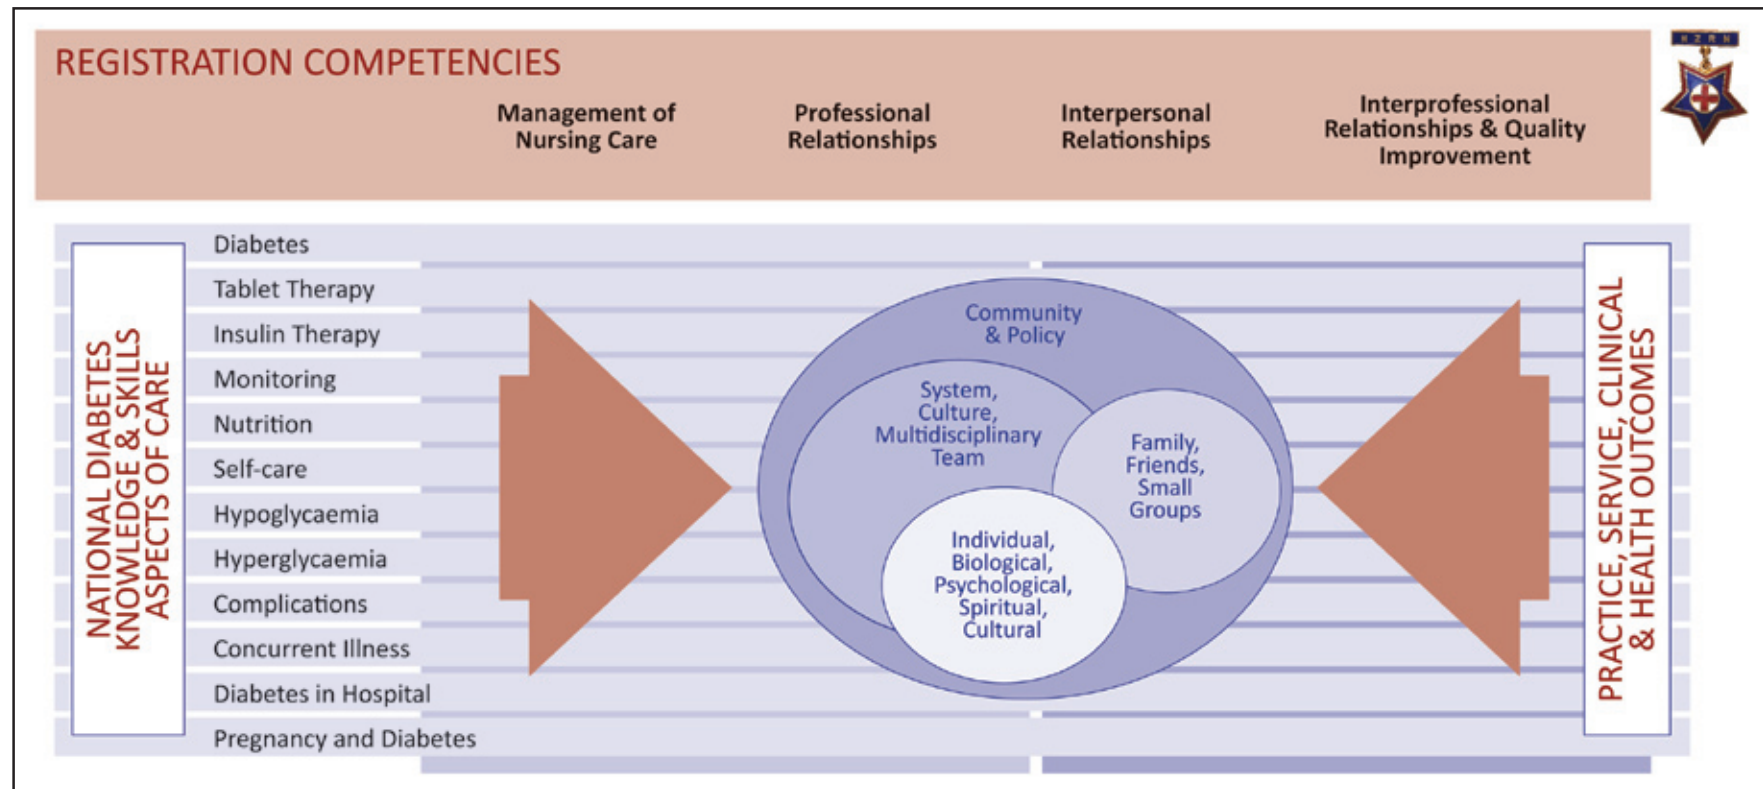 REGISTRATION COMPETENCIES
Management of
Nursing Care
Professional
Relationships
Interpersonal
Relationships
Interprofessional
Relationships & Quality
Improvement
NZRN
NATIONAL DIABETES
KNOWLEDGE & SKILLS
ASPECTS OF CARE
Diabetes
Tablet Therapy
Insulin Therapy
Monitoring
Nutrition
Self-care
Hypoglycaemia
Hyperglycaemia
Complications
Concurrent Illness
Diabetes in Hospital
Pregnancy and Diabetes
Community
& Policy
System,
Culture,
Multidisciplinary
Team
Family,
Friends,
Small
Groups
Individual,
Biological,
Psychological,
Spiritual,
Cultural
PRACTICE, SERVICE, CLINICAL
& HEALTH OUTCOMES